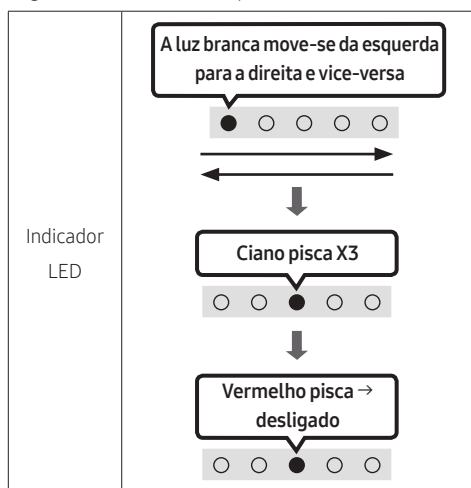 A luz branca move-se da esquerda
para a direita e vice-versa
Indicador
LED
Ciano pisca X3
Vermelho pisca →
desligado